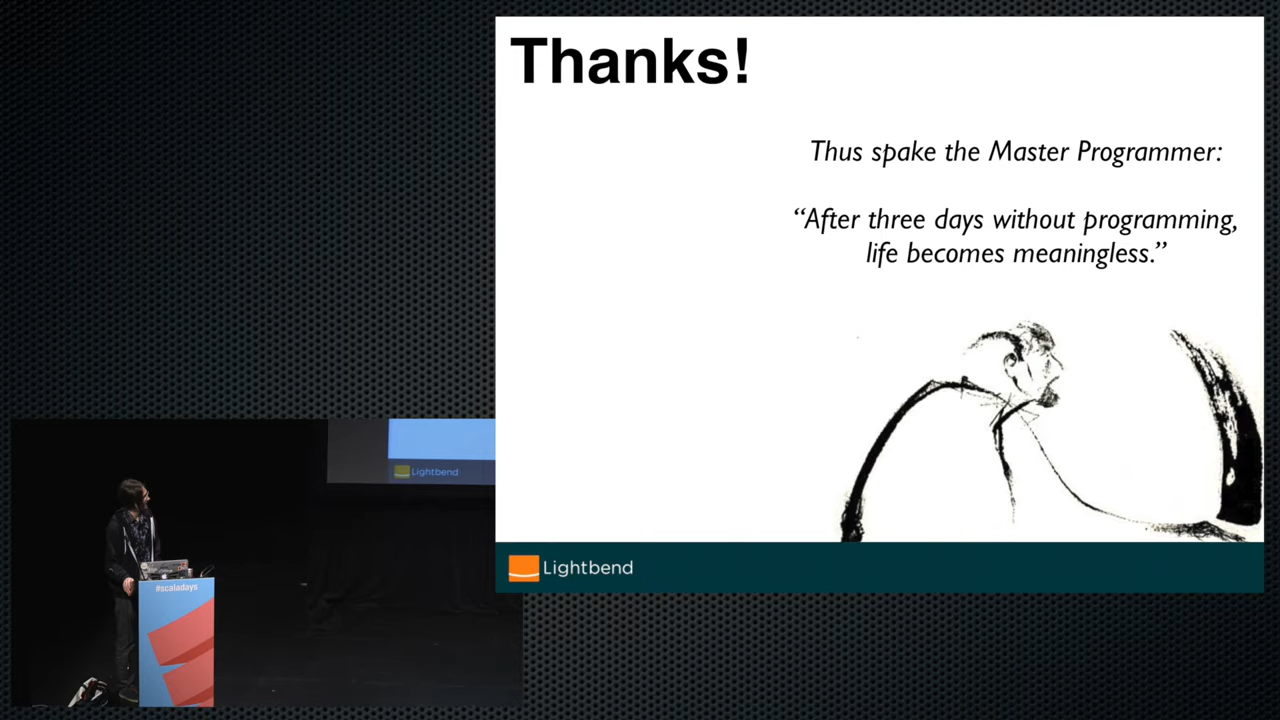 Thanks!
Thus spake the Master Programmer:
“After three days without programming,
life becomes meaningless.”
Lightbend
Lightbend
#scaladays